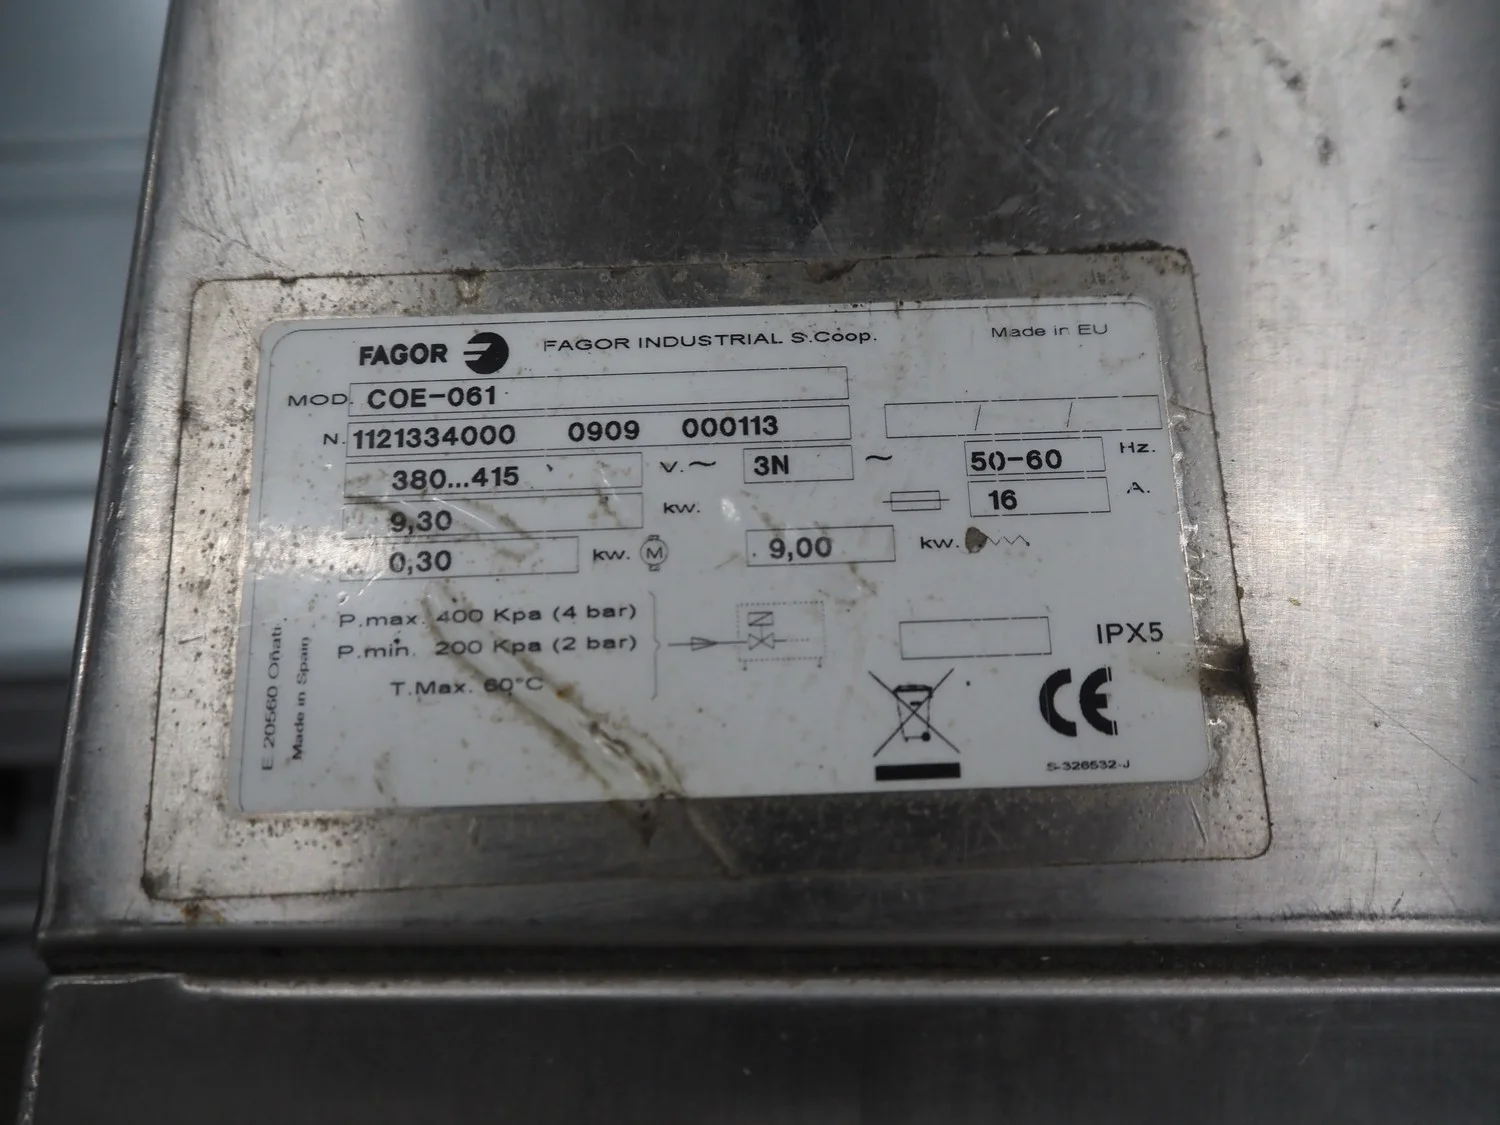 FAGOR FAGOR INDUSTRIAL S.Coop. Made in EU
MOD. COE-061
N. 1121334000 0909 000113 / /
380...415 V.~ 3N ~ 50-60 Hz.
9,30 kw. 16 A.
0,30 kw. M 9,00 kw.
P.max. 400 Kpa (4 bar)
P.min. 200 Kpa (2 bar)
T.Max. 60°C
IPX5
CE
S-326532-J
E 20560 Oñati.
Made in Spain